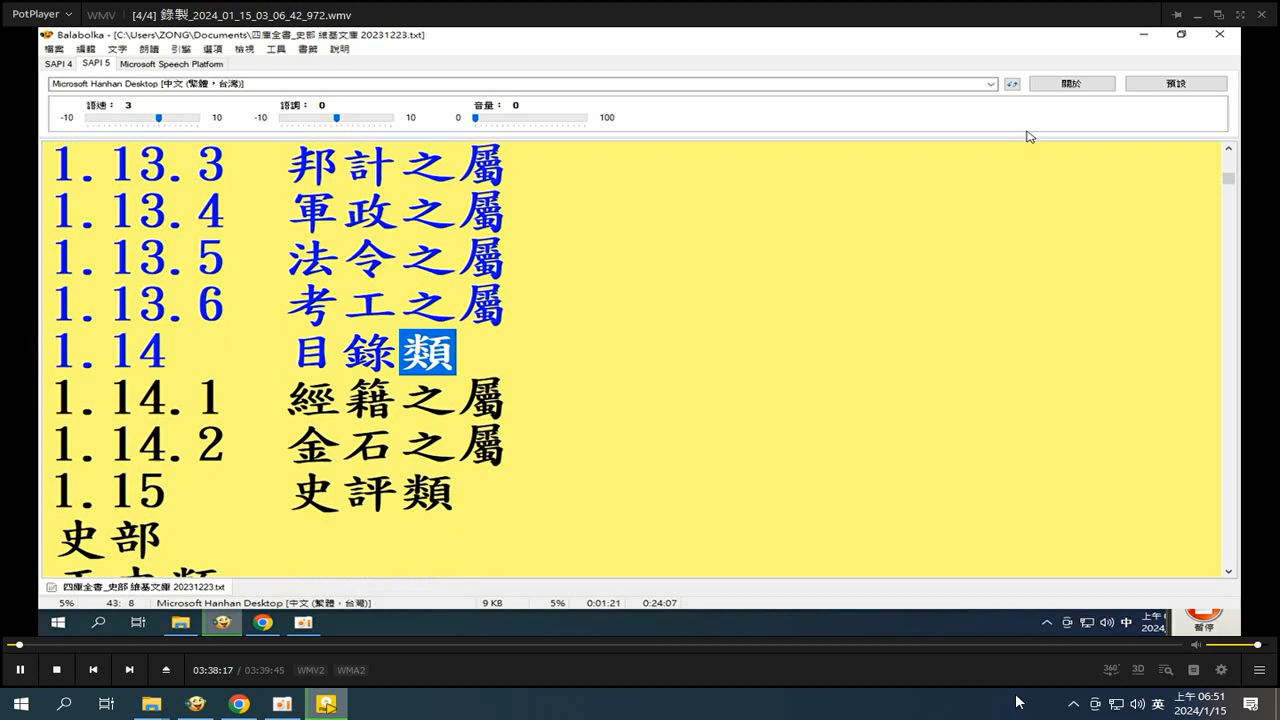 PotPlayer WMV [4/4] 錄製_2024_01_15_03_06_42_972.wmv
Balabolka - [C:\Users\ZONG\Documents\四庫全書_史部 維基文庫 20231223.txt]
檔案 編輯 文字 朗讀 引擎 選項 檢視 工具 書籤 說明
SAPI 4 SAPI 5 Microsoft Speech Platform
Microsoft Hanhan Desktop [中文 (繁體，台灣)] 關於 預設
語速： 3 語調： 0 音量： 0
-10 10 -10 10 0 100
1.13.3 邦計之屬
1.13.4 軍政之屬
1.13.5 法令之屬
1.13.6 考工之屬
1.14 目錄類
1.14.1 經籍之屬
1.14.2 金石之屬
1.15 史評類
史部
四庫全書_史部 維基文庫 20231223.txt
5% 43: 8 Microsoft Hanhan Desktop [中文 (繁體，台灣)] 9 KB 5% 0:01:21 0:24:07
中 上午 2024/ 暫停
03:38:17 / 03:39:45 WMV2 WMA2 360° 3D
英 上午 06:51
2024/1/15